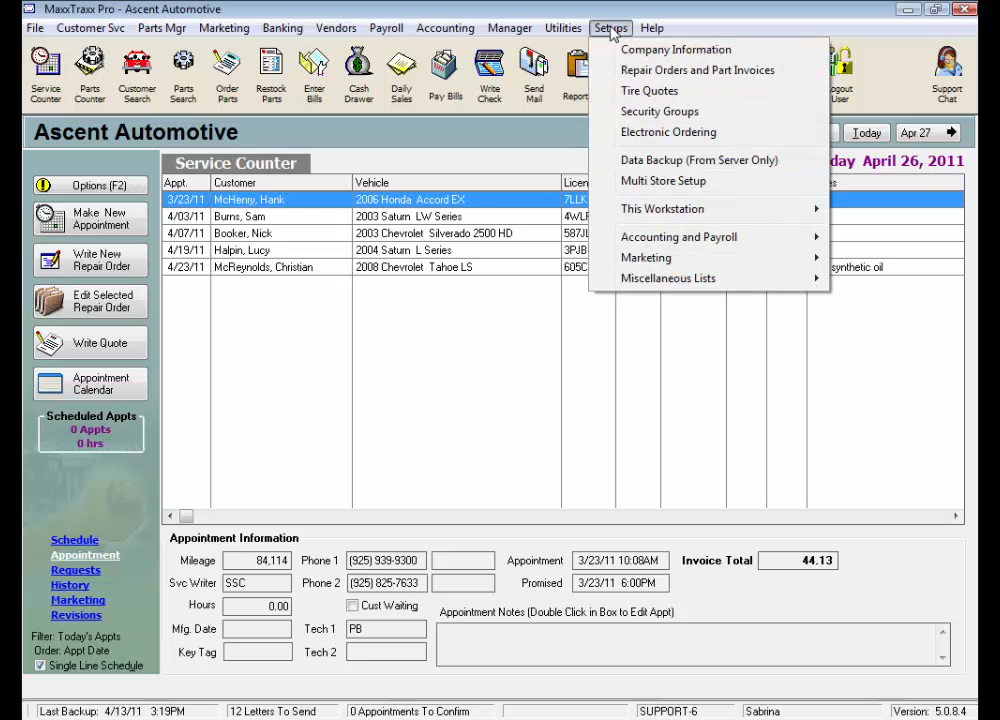 MaxxTraxx Pro - Ascent Automotive
File Customer Svc Parts Mgr Marketing Banking Vendors Payroll Accounting Manager Utilities Setups Help
Service Counter
Parts Counter
Customer Search
Parts Search
Order Parts
Restock Parts
Enter Bills
Cash Drawer
Daily Sales
Pay Bills
Write Check
Send Mail
Report
ogout User
Support Chat
Company Information
Repair Orders and Part Invoices
Tire Quotes
Security Groups
Electronic Ordering
Data Backup (From Server Only)
Multi Store Setup
This Workstation
Accounting and Payroll
Marketing
Miscellaneous Lists
Ascent Automotive
Today Apr 27
Service Counter
day April 26, 2011
Appt. Customer Vehicle Licen es
3/23/11 McHenry, Hank 2006 Honda Accord EX 7LLK
4/03/11 Burns, Sam 2003 Saturn LW Series 4WLF
4/07/11 Booker, Nick 2003 Chevrolet Silverado 2500 HD 587JL
4/19/11 Halpin, Lucy 2004 Saturn L Series 3PJB
4/23/11 McReynolds, Christian 2008 Chevrolet Tahoe LS 605C synthetic oil
Options (F2)
Make New Appointment
Write New Repair Order
Edit Selected Repair Order
Write Quote
Appointment Calendar
Scheduled Appts
0 Appts
0 hrs
Schedule
Appointment
Requests
History
Marketing
Revisions
Filter: Today's Appts
Order: Appt Date
Single Line Schedule
Appointment Information
Mileage 84,114 Phone 1 (925) 939-9300 Appointment 3/23/11 10:08AM Invoice Total 44.13
Svc Writer SSC Phone 2 (925) 825-7633 Promised 3/23/11 6:00PM
Hours 0.00 Cust Waiting Appointment Notes (Double Click in Box to Edit Appt)
Mfg. Date Tech 1 PB
Key Tag Tech 2
Last Backup: 4/13/11 3:19PM 12 Letters To Send 0 Appointments To Confirm SUPPORT-6 Sabrina Version: 5.0.8.4